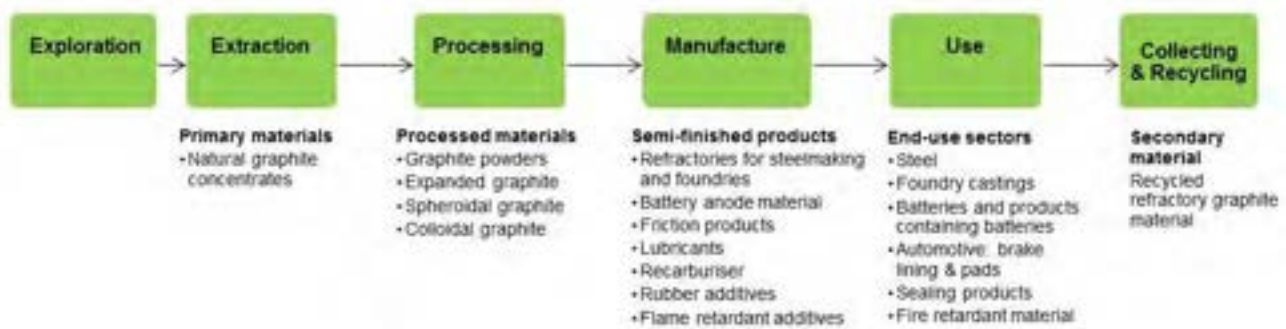 Exploration
Extraction
Processing
Manufacture
Use
Collecting
& Recycling
Primary materials
• Natural graphite
concentrates
Processed materials
• Graphite powders
• Expanded graphite
• Spheroidal graphite
• Colloidal graphite
Semi-finished products
• Refractories for steelmaking
and foundries
• Battery anode material
• Friction products
• Lubricants
• Recarburiser
• Rubber additives
• Flame retardant additives
End-use sectors
• Steel
• Foundry castings
• Batteries and products
containing batteries
• Automotive: brake
lining & pads
• Sealing products
• Fire retardant material
Secondary
material
Recycled
refractory graphite
material